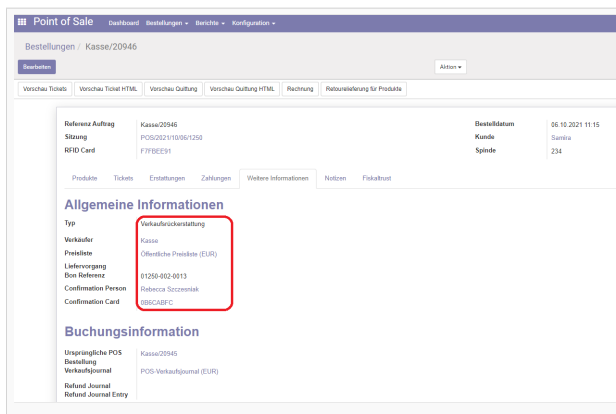 Point of Sale Dashboard Bestellungen Berichte Konfiguration
Bestellungen / Kasse/20946
Bearbeiten Aktion
Vorschau Tickets Vorschau Ticket HTML Vorschau Quittung Vorschau Quittung HTML Rechnung Retourelieferung für Produkte
Referenz Auftrag Kasse/20946 Bestelldatum 06.10.2021 11:15
Sitzung POS/2021/10/06/1250 Kunde Samira
RFID Card F7FBEE91 Spinde 234
Produkte Tickets Erstattungen Zahlungen Weitere Informationen Notizen Fiskaltrust
Allgemeine Informationen
Typ Verkaufsrückerstattung
Verkäufer Kasse
Preisliste Öffentliche Preisliste (EUR)
Liefervorgang
Bon Referenz 01250-002-0013
Confirmation Person Rebecca Szczesniak
Confirmation Card 0B6CABFC
Buchungsinformation
Ursprüngliche POS Kasse/20945
Bestellung
Verkaufsjournal POS-Verkaufsjournal (EUR)
Refund Journal
Refund Journal Entry